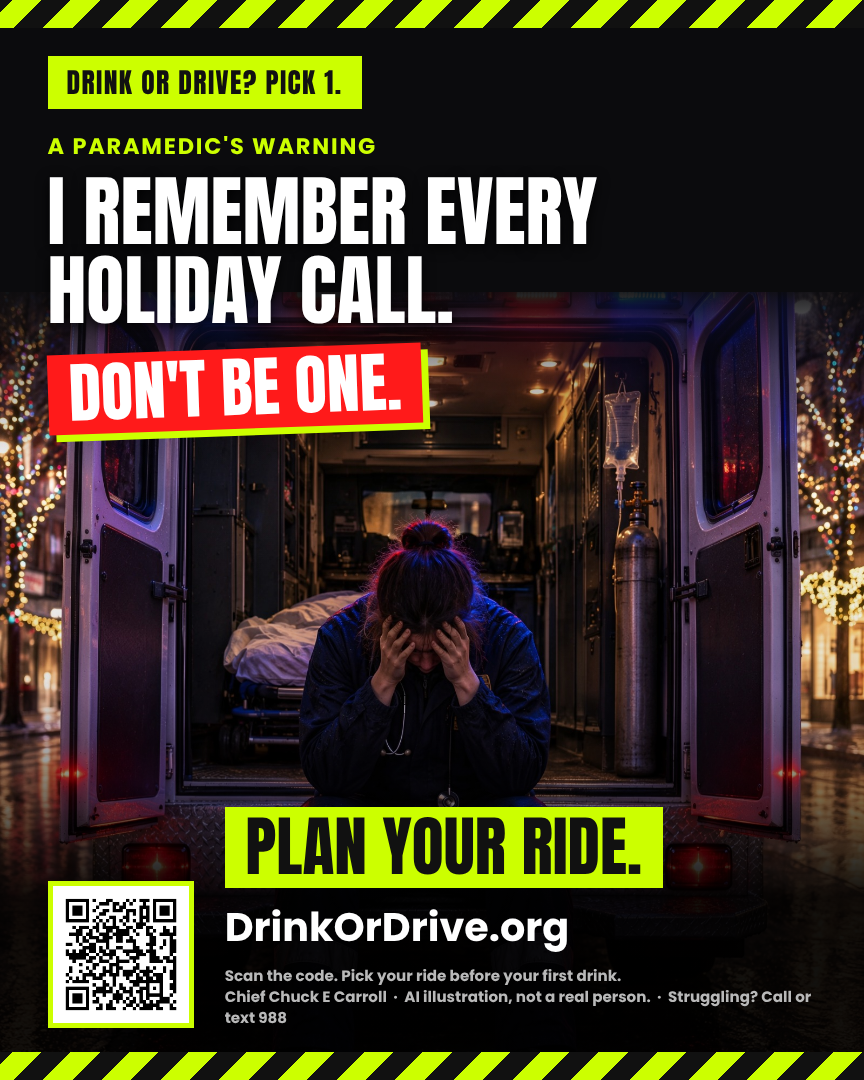 DRINK OR DRIVE? PICK 1.
A PARAMEDIC'S WARNING
I REMEMBER EVERY
HOLIDAY CALL.
DON'T BE ONE.
PLAN YOUR RIDE.
DrinkOrDrive.org
Scan the code. Pick your ride before your first drink.
Chief Chuck E Carroll · AI illustration, not a real person. · Struggling? Call or
text 988